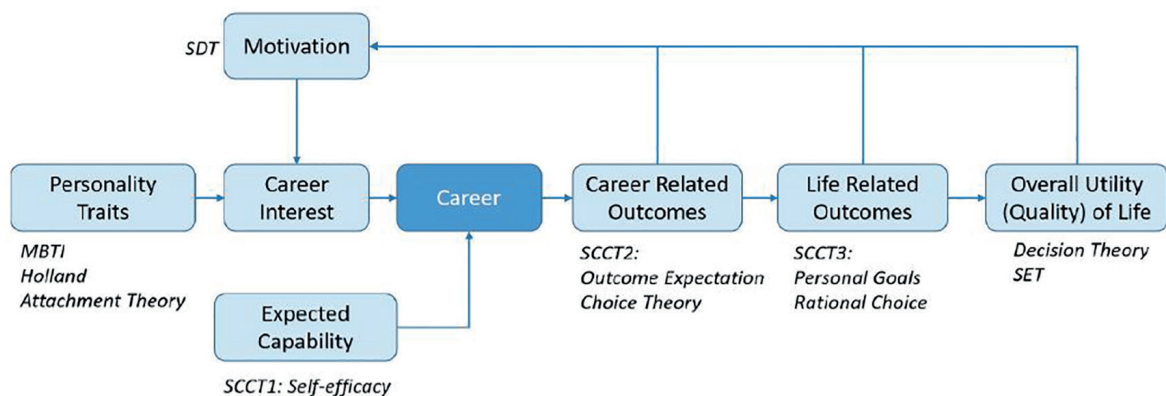 SDT
Motivation
Personality
Traits
Career
Interest
Career
Career Related
Outcomes
Life Related
Outcomes
Overall Utility
(Quality) of Life
MBTI
Holland
Attachment Theory
SCCT2:
Outcome Expectation
Choice Theory
SCCT3:
Personal Goals
Rational Choice
Decision Theory
SET
Expected
Capability
SCCT1: Self-efficacy